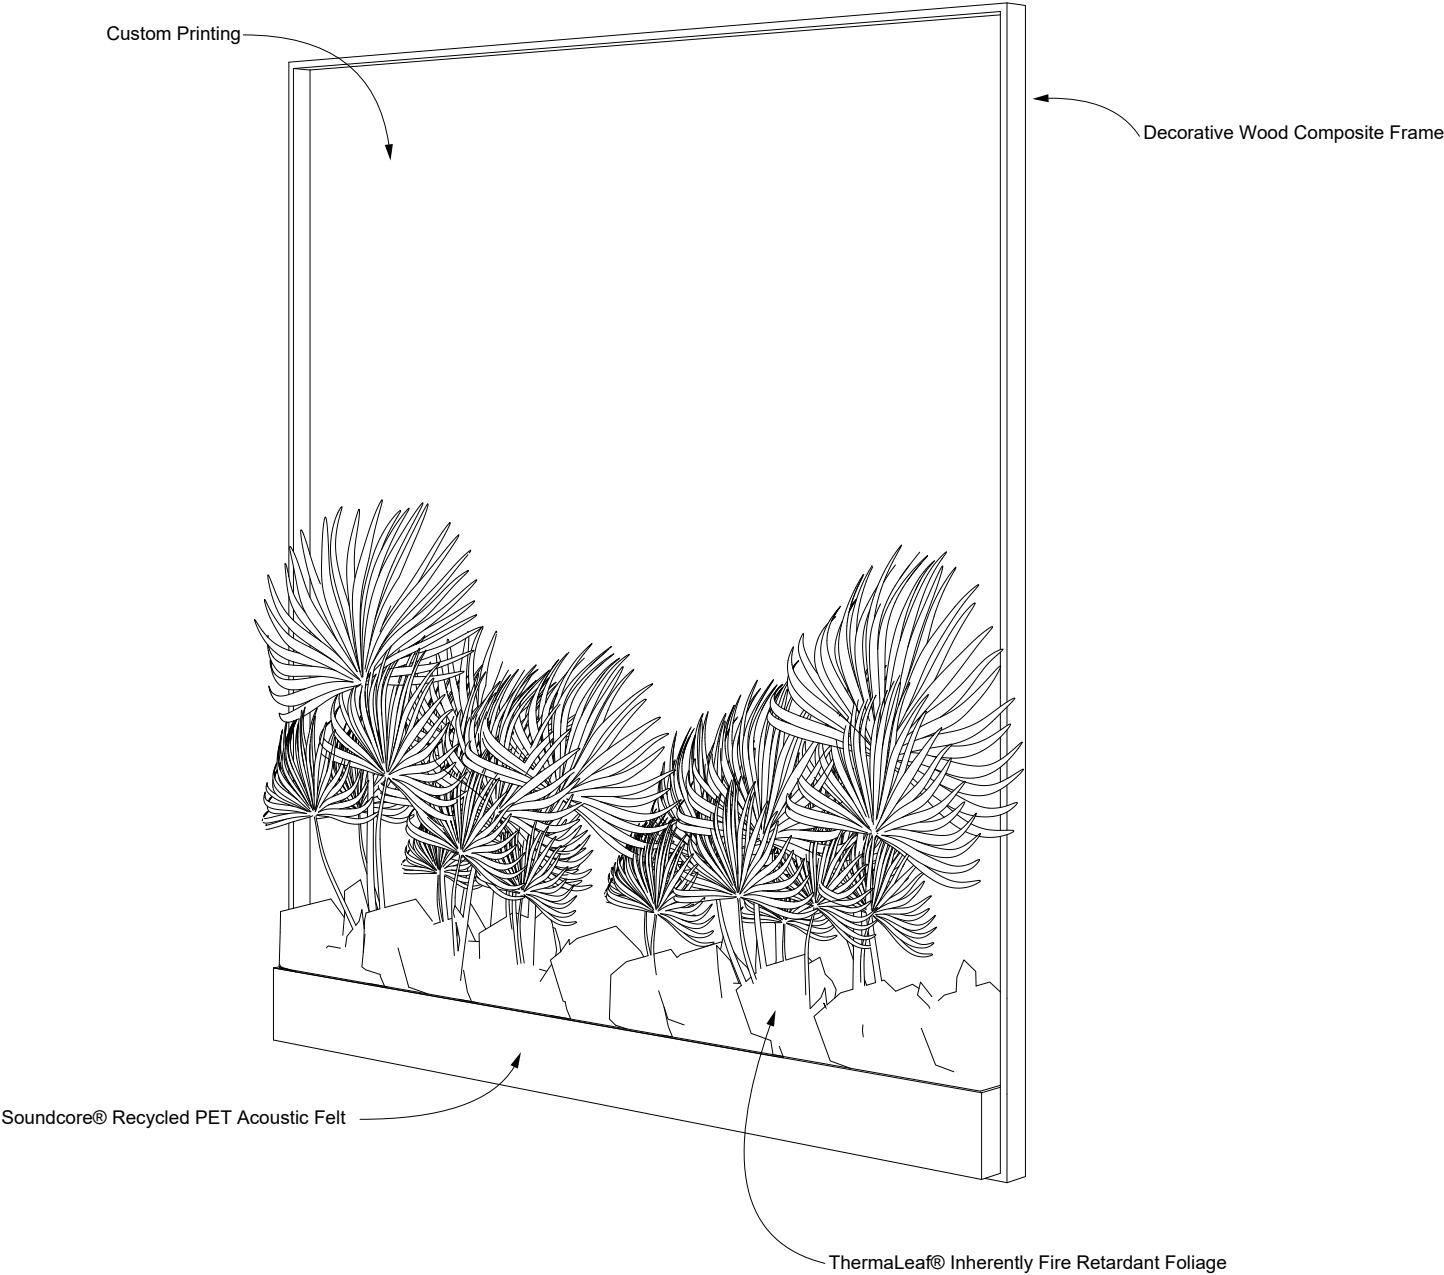 Custom Printing
Decorative Wood Composite Frame
Soundcore® Recycled PET Acoustic Felt
ThermaLeaf® Inherently Fire Retardant Foliage